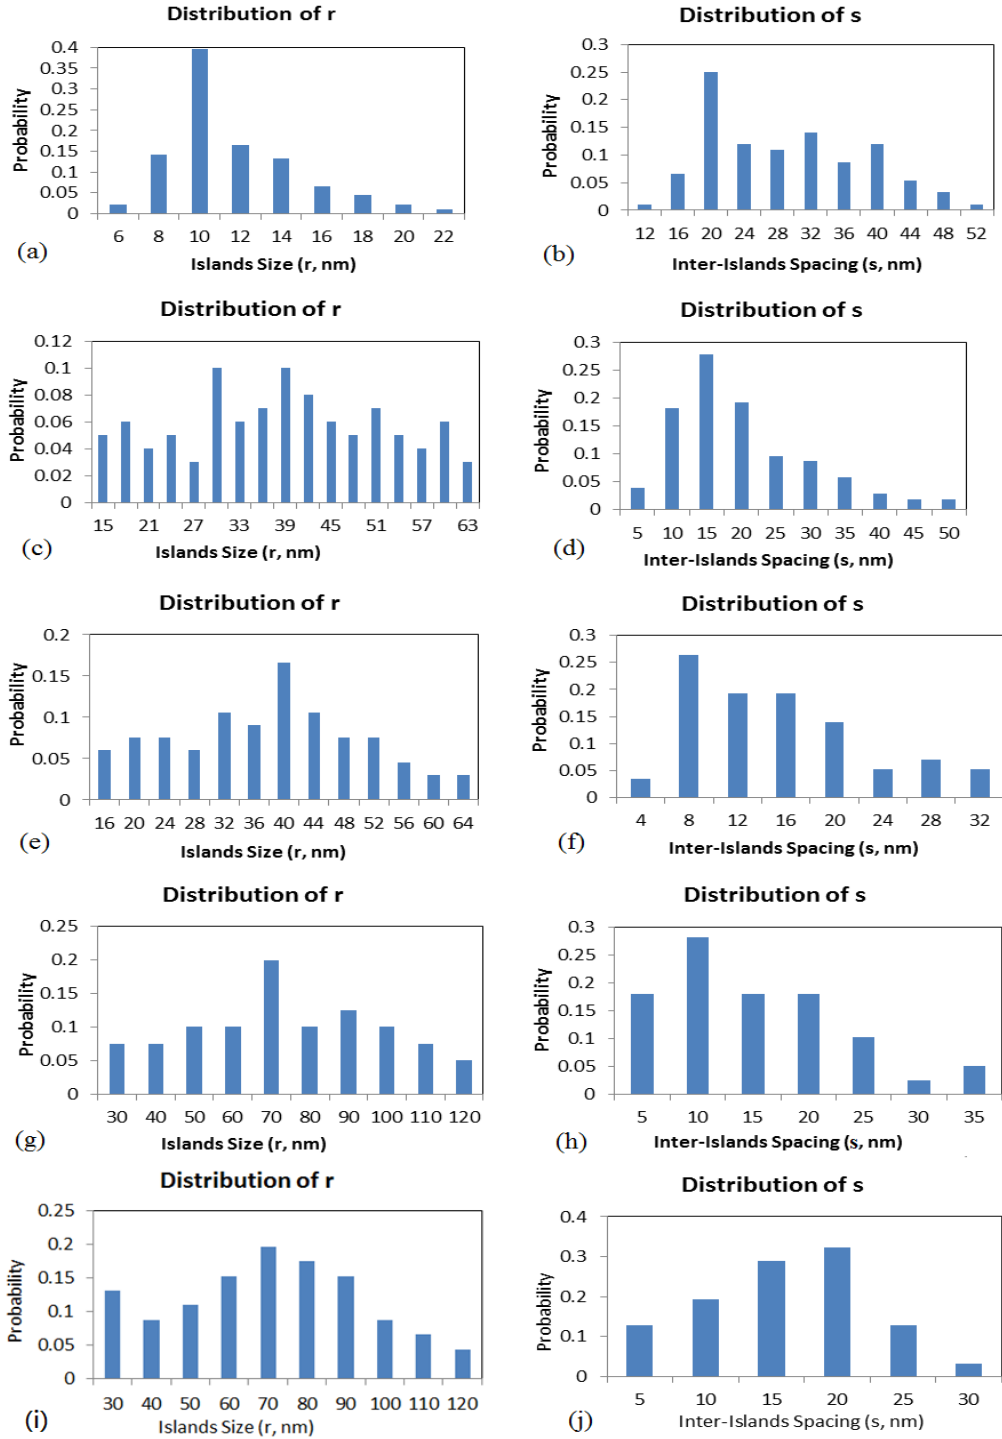 Distribution of r
Probability
0.4
0.35
0.3
0.25
0.2
0.15
0.1
0.05
0
6 8 10 12 14 16 18 20 22
(a)
Islands Size (r, nm)
Distribution of s
Probability
0.3
0.25
0.2
0.15
0.1
0.05
0
12 16 20 24 28 32 36 40 44 48 52
(b)
Inter-Islands Spacing (s, nm)
Distribution of r
Probability
0.12
0.1
0.08
0.06
0.04
0.02
0
15 21 27 33 39 45 51 57 63
(c)
Islands Size (r, nm)
Distribution of s
Probability
0.3
0.25
0.2
0.15
0.1
0.05
0
5 10 15 20 25 30 35 40 45 50
(d)
Inter-Islands Spacing (s, nm)
Distribution of r
Probability
0.2
0.15
0.1
0.05
0
16 20 24 28 32 36 40 44 48 52 56 60 64
(e)
Islands Size (r, nm)
Distribution of s
Probability
0.3
0.25
0.2
0.15
0.1
0.05
0
4 8 12 16 20 24 28 32
(f)
Inter-Islands Spacing (s, nm)
Distribution of r
Probability
0.25
0.2
0.15
0.1
0.05
0
30 40 50 60 70 80 90 100 110 120
(g)
Islands Size (r, nm)
Distribution of s
Probability
0.3
0.25
0.2
0.15
0.1
0.05
0
5 10 15 20 25 30 35
(h)
Inter-Islands Spacing (s, nm)
Distribution of r
Probability
0.25
0.2
0.15
0.1
0.05
0
30 40 50 60 70 80 90 100 110 120
(i)
Islands Size (r, nm)
Distribution of s
Probability
0.4
0.3
0.2
0.1
0
5 10 15 20 25 30
(j)
Inter-Islands Spacing (s, nm)